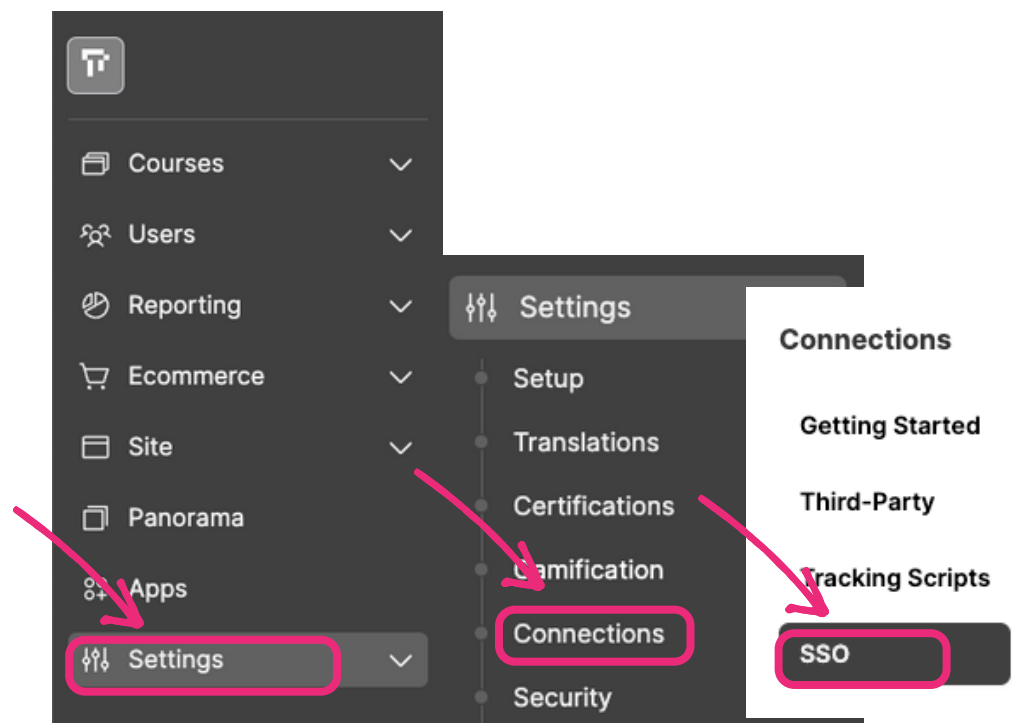 Courses
Users
Reporting
Ecommerce
Site
Panorama
Apps
Settings
Settings
Setup
Translations
Certifications
Gamification
Connections
Security
Connections
Getting Started
Third-Party
Tracking Scripts
SSO